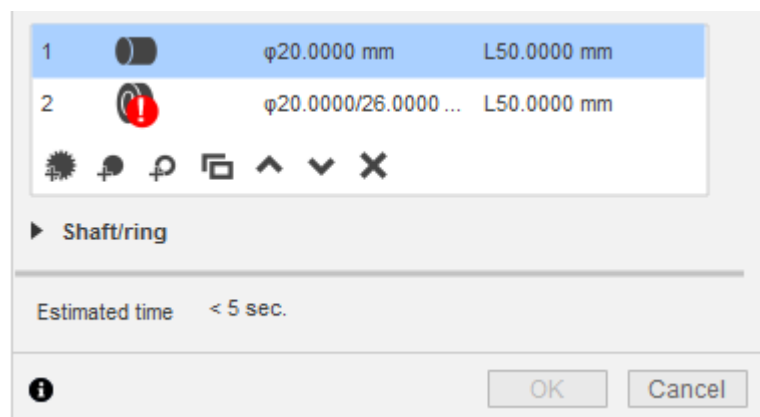 1 φ20.0000 mm L50.0000 mm
2 φ20.0000/26.0000 ... L50.0000 mm
Shaft/ring
Estimated time < 5 sec.
OK Cancel